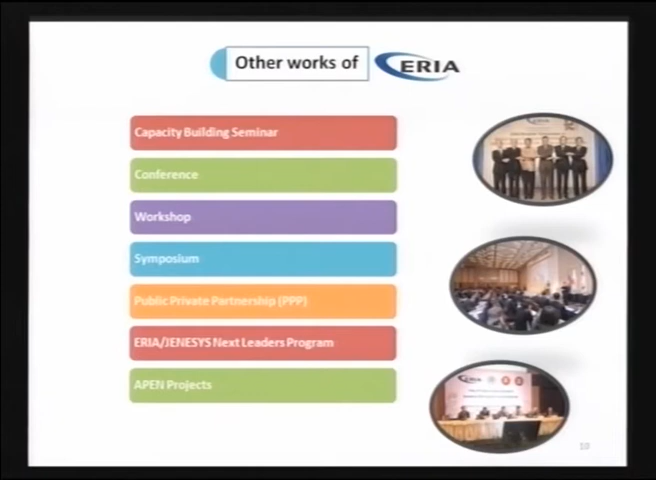 Other works of ERIA
Capacity Building Seminar
Conference
Workshop
Symposium
Public Private Partnership (PPP)
ERIA/JENESYS Next Leaders Program
APEN Projects
ERIA
10